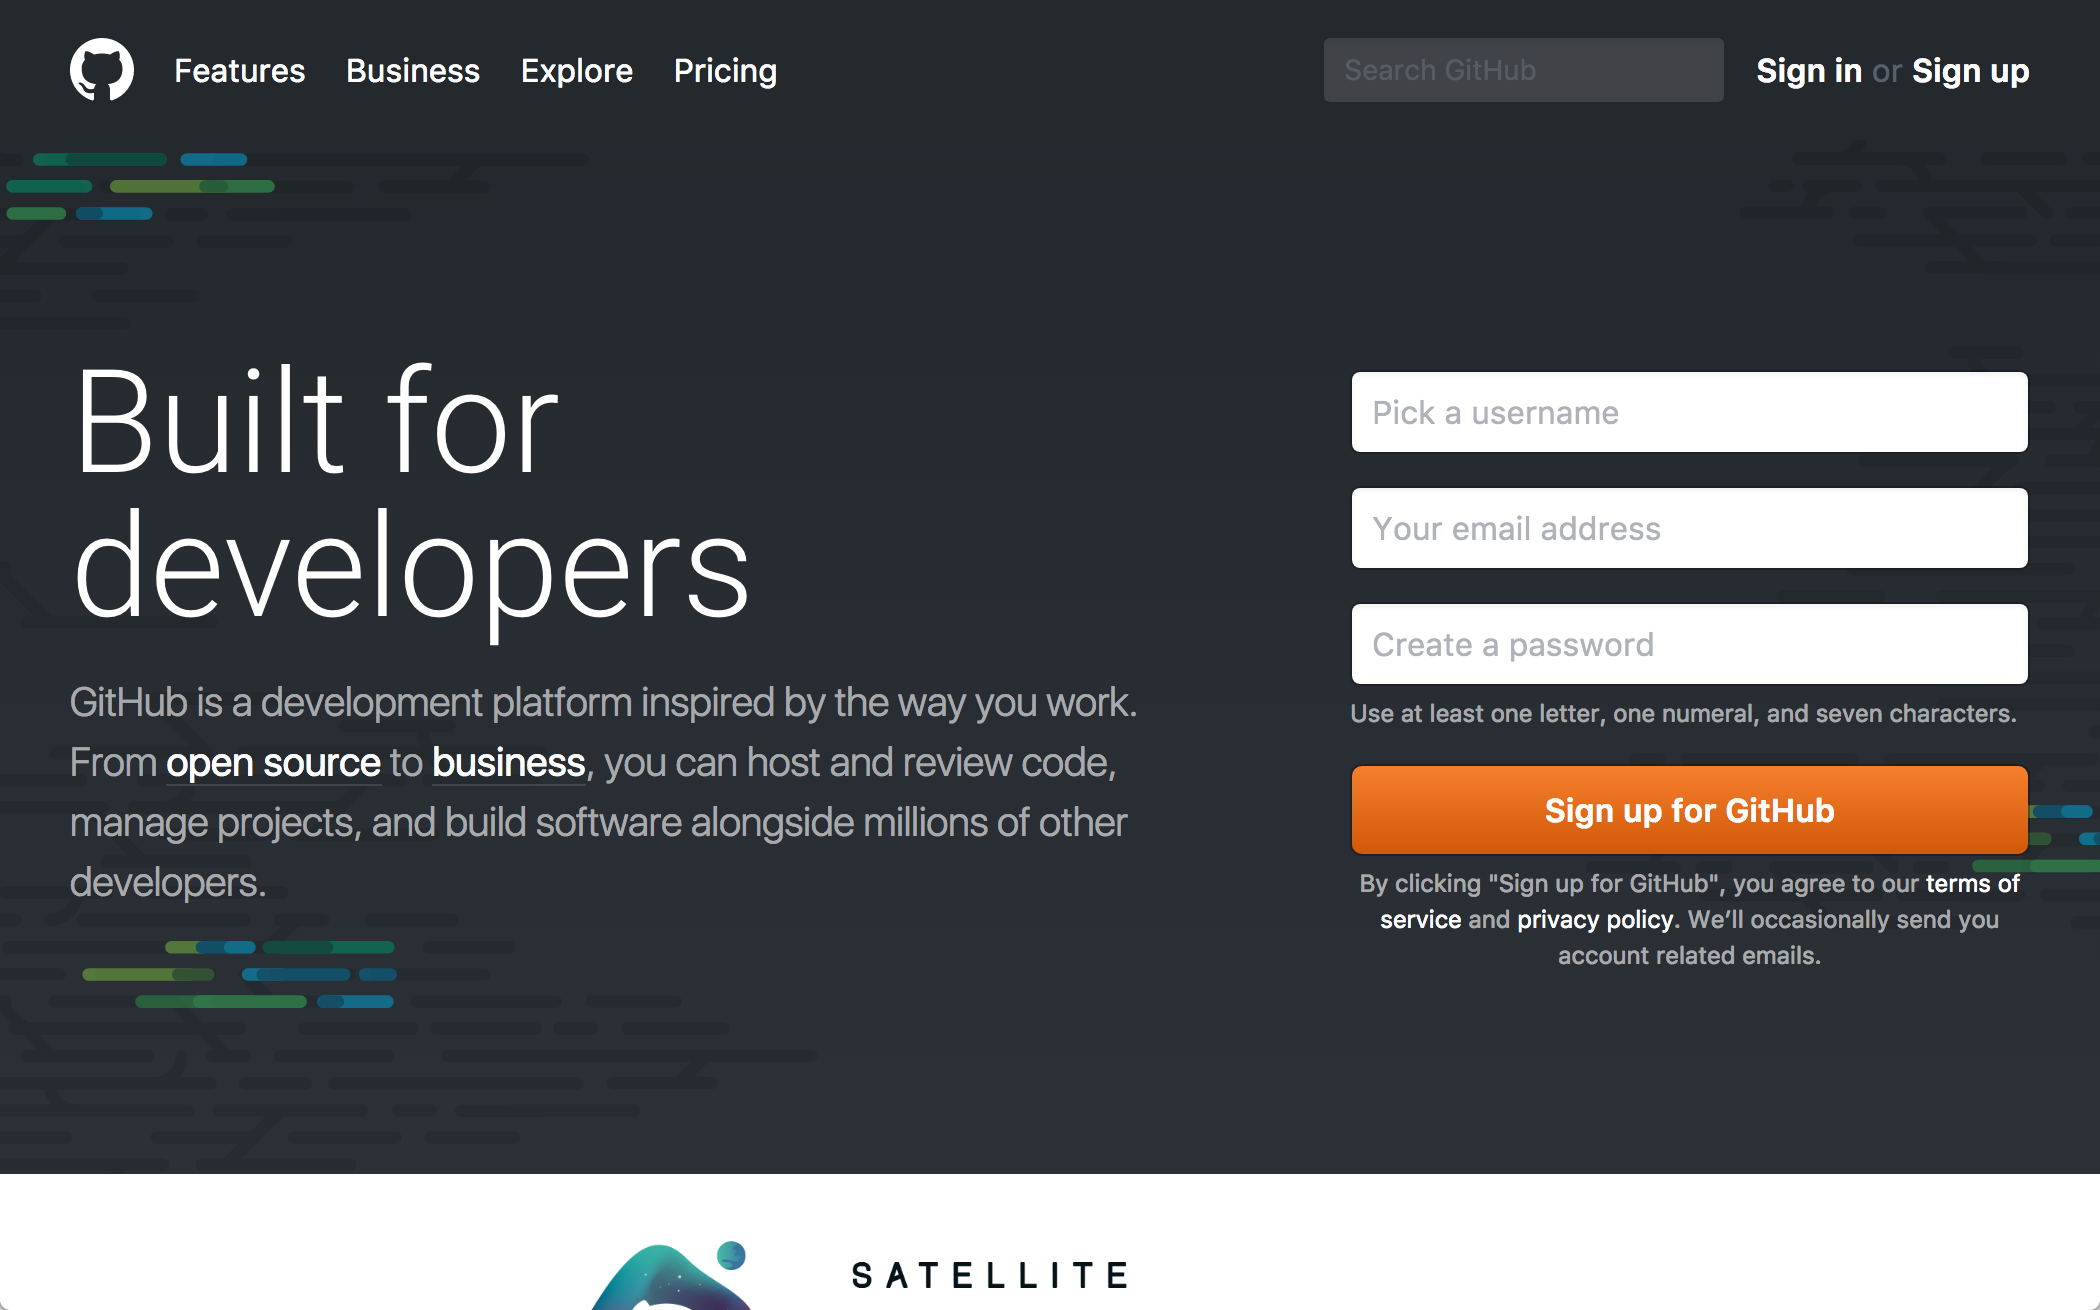 Features Business Explore Pricing
Search GitHub
Sign in or Sign up
Built for
developers
GitHub is a development platform inspired by the way you work.
From open source to business, you can host and review code,
manage projects, and build software alongside millions of other
developers.
Pick a username
Your email address
Create a password
Use at least one letter, one numeral, and seven characters.
Sign up for GitHub
By clicking "Sign up for GitHub", you agree to our terms of
service and privacy policy. We’ll occasionally send you
account related emails.
SATELLITE